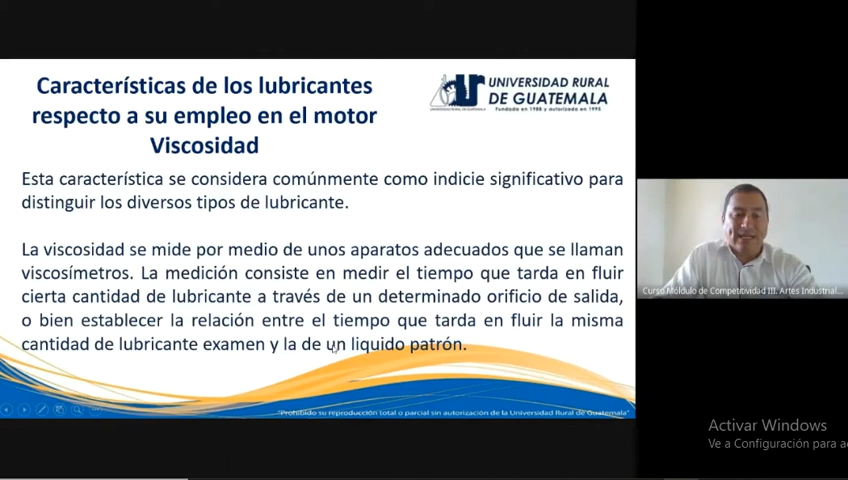 Características de los lubricantes
respecto a su empleo en el motor
Viscosidad
UNIVERSIDAD RURAL
DE GUATEMALA
Fundada en 1988 y autorizada en 1995
Esta característica se considera comúnmente como indicie significativo para
distinguir los diversos tipos de lubricante.
La viscosidad se mide por medio de unos aparatos adecuados que se llaman
viscosímetros. La medición consiste en medir el tiempo que tarda en fluir
cierta cantidad de lubricante a través de un determinado orificio de salida,
o bien establecer la relación entre el tiempo que tarda en fluir la misma
cantidad de lubricante examen y la de un liquido patrón.
"Prohibido su reproducción total o parcial sin autorización de la Universidad Rural de Guatemala"
Curso Móldulo de Competitividad III. Artes Industrial...
Activar Windows
Ve a Configuración para ac